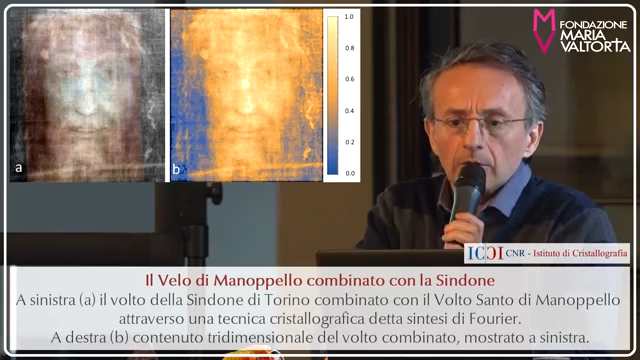 FONDAZIONE
MARIA
VALTORTA
1.0
0.8
0.6
0.4
0.2
0.0
a
b
CNR - Istituto di Cristallografia
Il Velo di Manoppello combinato con la Sindone
A sinistra (a) il volto della Sindone di Torino combinato con il Volto Santo di Manoppello
attraverso una tecnica cristallografica detta sintesi di Fourier.
A destra (b) contenuto tridimensionale del volto combinato, mostrato a sinistra.